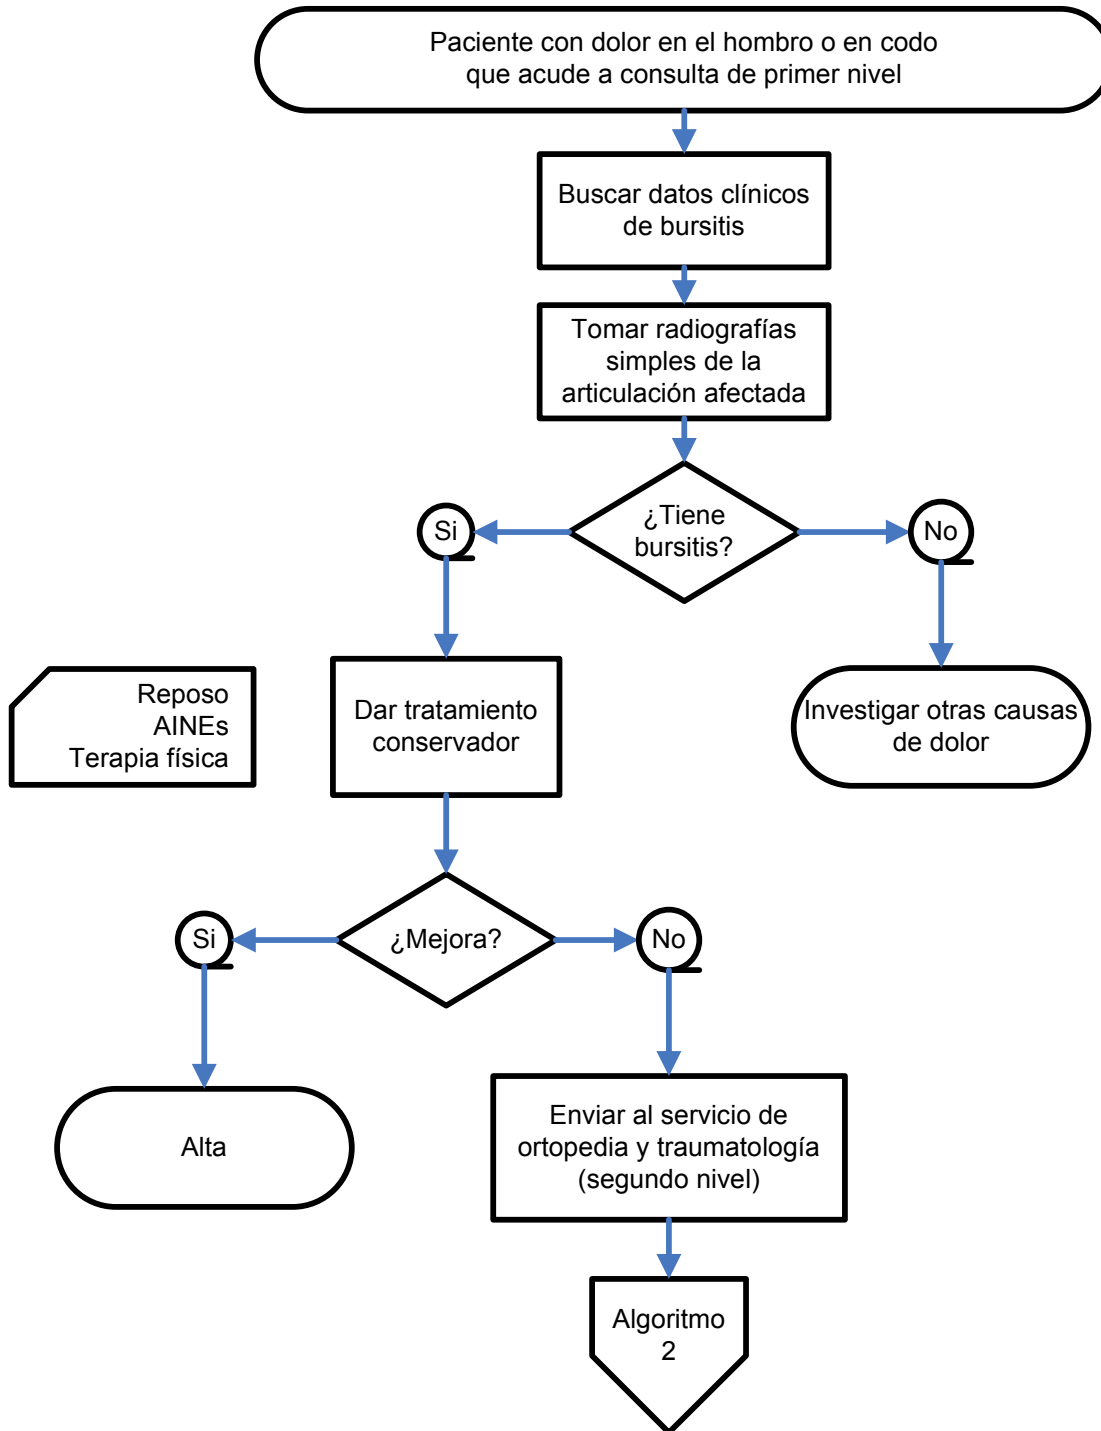 Paciente con dolor en el hombro o en codo
que acude a consulta de primer nivel
Buscar datos clínicos
de bursitis
Tomar radiografías
simples de la
articulación afectada
¿Tiene
bursitis?
Si
No
Reposo
AINEs
Terapia física
Dar tratamiento
conservador
Investigar otras causas
de dolor
¿Mejora?
Si
No
Alta
Enviar al servicio de
ortopedia y traumatología
(segundo nivel)
Algoritmo
2